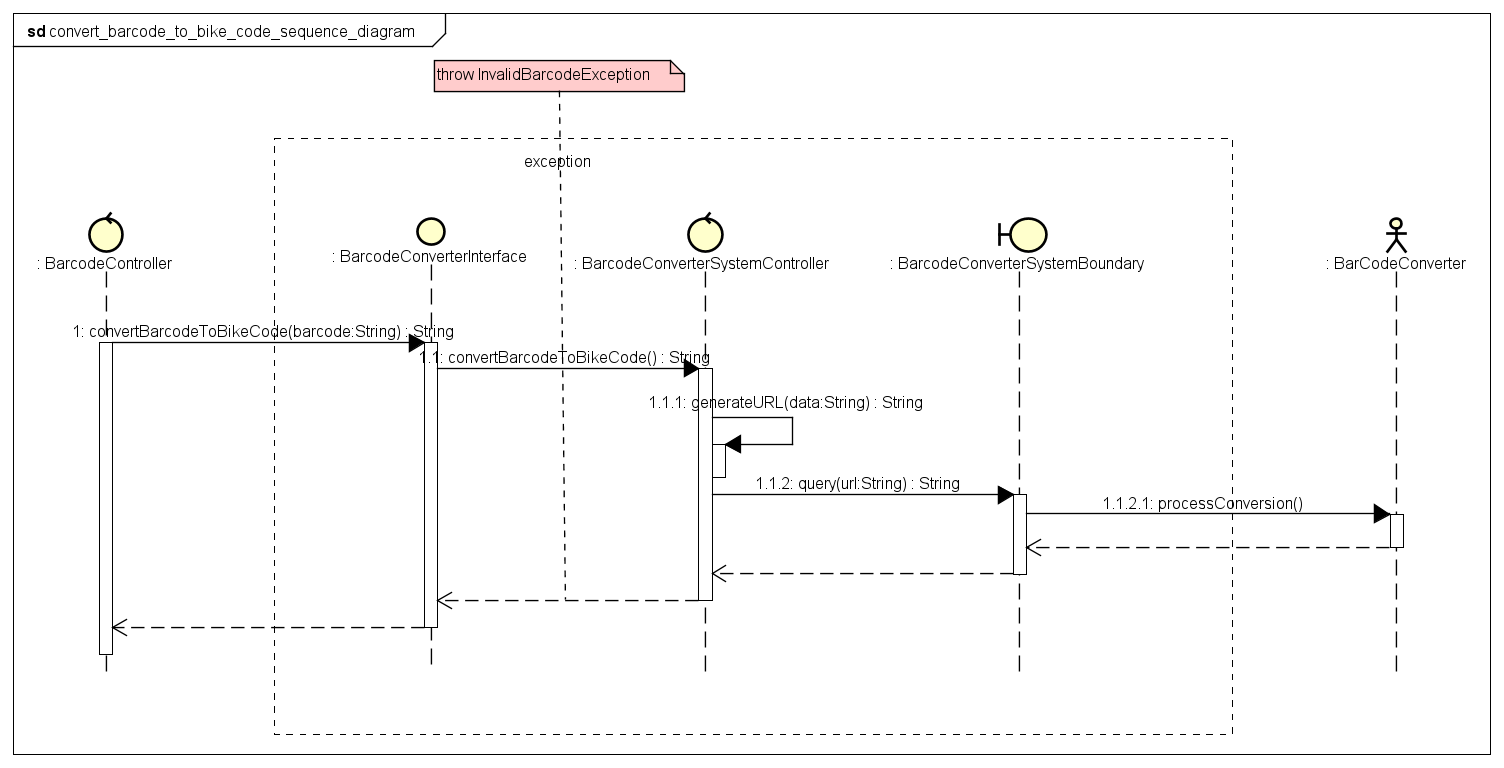 sd convert_barcode_to_bike_code_sequence_diagram
throw InvalidBarcodeException
exception
: BarcodeController
: BarcodeConverterInterface
: BarcodeConverterSystemController
: BarcodeConverterSystemBoundary
: BarCodeConverter
1: convertBarcodeToBikeCode(barcode:String) : String
1.1: convertBarcodeToBikeCode() : String
1.1.1: generateURL(data:String) : String
1.1.2: query(url:String) : String
1.1.2.1: processConversion()